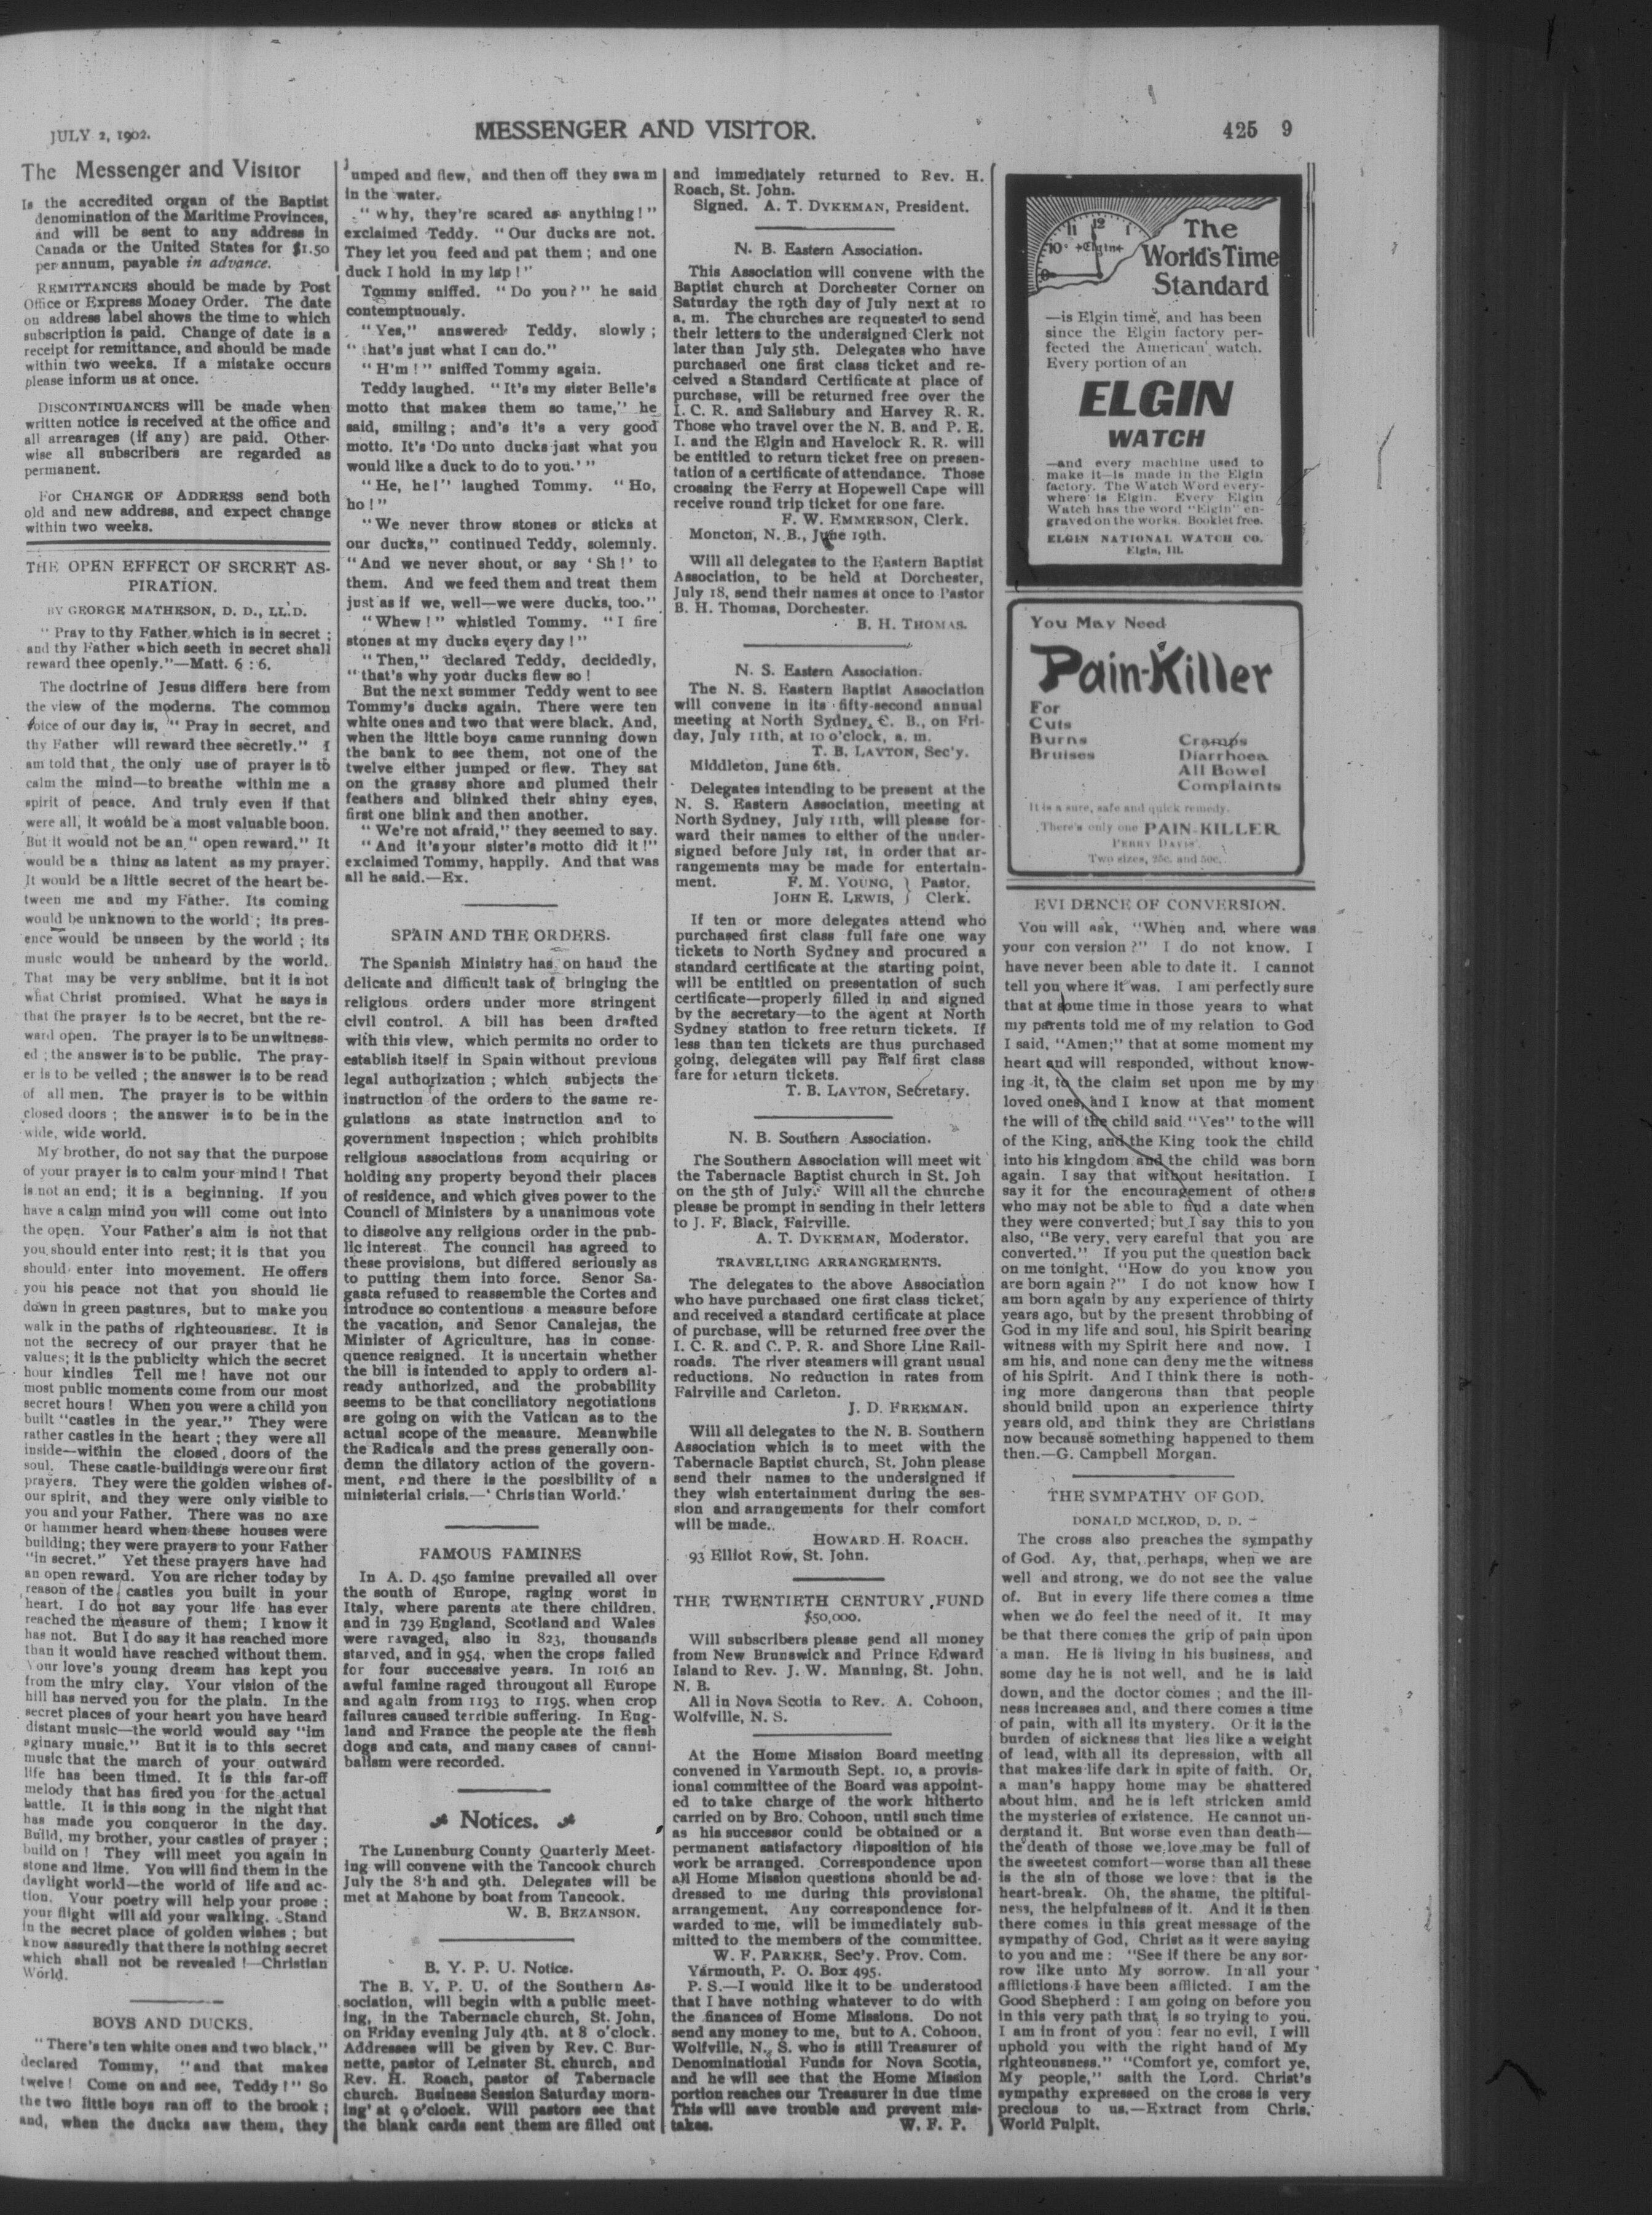 JULY 2, 1902.
MESSENGER AND VISITOR.
425 9
The Messenger and Visitor
Is the accredited organ of the Baptist
denomination of the Maritime Provinces,
and will be sent to any address in
Canada or the United States for $1.50
per annum, payable in advance.
REMITTANCES should be made by Post
Office or Express Money Order. The date
on address label shows the time to which
subscription is paid. Change of date is a
receipt for remittance, and should be made
within two weeks. If a mistake occurs
please inform us at once.
DISCONTINUANCES will be made when
written notice is received at the office and
all arrearages (if any) are paid. Other-
wise all subscribers are regarded as
permanent.
For CHANGE OF ADDRESS send both
old and new address, and expect change
within two weeks.
THE OPEN EFFECT OF SECRET AS-
PIRATION.
BY GEORGE MATHESON, D. D., LL.D.
"Pray to thy Father which is in secret ;
and thy Father which seeth in secret shall
reward thee openly."—Matt. 6 : 6.
The doctrine of Jesus differs here from
the view of the moderns. The common
voice of our day is, "Pray in secret, and
thy Father will reward thee secretly." I
am told that the only use of prayer is to
calm the mind—to breathe within me a
spirit of peace. And truly even if that
were all, it would be a most valuable boon.
But it would not be an "open reward." It
would be a thing as latent as my prayer.
It would be a little secret of the heart be-
tween me and my Father. Its coming
would be unknown to the world ; its pres-
ence would be unseen by the world ; its
music would be unheard by the world.
That may be very sublime, but it is not
what Christ promised. What he says is
that the prayer is to be secret, but the re-
ward open. The prayer is to be unwitness-
ed ; the answer is to be public. The pray-
er is to be veiled ; the answer is to be read
of all men. The prayer is to be within
closed doors ; the answer is to be in the
wide, wide world.
My brother, do not say that the purpose
of your prayer is to calm your mind ! That
is not an end; it is a beginning. If you
have a calm mind you will come out into
the open. Your Father's aim is not that
you should enter into rest; it is that you
should enter into movement. He offers
you his peace not that you should lie
down in green pastures, but to make you
walk in the paths of righteousness. It is
not the secrecy of our prayer that he
values; it is the publicity which the secret
hour kindles Tell me ! have not our
most public moments come from our most
secret hours ! When you were a child you
built "castles in the year." They were
rather castles in the heart ; they were all
inside—within the closed doors of the
soul. These castle-buildings were our first
prayers. They were the golden wishes of
our spirit, and they were only visible to
you and your Father. There was no axe
or hammer heard when these houses were
building; they were prayers to your Father
"in secret." Yet these prayers have had
an open reward. You are richer today by
reason of the castles you built in your
heart. I do not say your life has ever
reached the measure of them; I know it
has not. But I do say it has reached more
than it would have reached without them.
Your love's young dream has kept you
from the miry clay. Your vision of the
hill has nerved you for the plain. In the
secret places of your heart you have heard
distant music—the world would say "im
aginary music." But it is to this secret
music that the march of your outward
life has been timed. It is this far-off
melody that has fired you for the actual
battle. It is this song in the night that
has made you conqueror in the day.
Build, my brother, your castles of prayer ;
build on ! They will meet you again in
stone and lime. You will find them in the
daylight world—the world of life and ac-
tion. Your poetry will help your prose ;
your flight will aid your walking. Stand
in the secret place of golden wishes ; but
know assuredly that there is nothing secret
which shall not be revealed !—Christian
World.
BOYS AND DUCKS.
"There's ten white ones and two black,"
declared Tommy, "and that makes
twelve ! Come on and see, Teddy !" So
the two little boys ran off to the brook ;
and, when the ducks saw them, they
jumped and flew, and then off they swam
in the water.
"Why, they're scared as anything !"
exclaimed Teddy. "Our ducks are not.
They let you feed and pat them ; and one
duck I hold in my lap !"
Tommy sniffed. "Do you ?" he said
contemptuously.
"Yes," answered Teddy, slowly ;
"that's just what I can do."
"H'm !" sniffed Tommy again.
Teddy laughed. "It's my sister Belle's
motto that makes them so tame," he
said, smiling ; and's it's a very good
motto. It's 'Do unto ducks just what you
would like a duck to do to you.'"
"He, he !" laughed Tommy. "Ho,
ho !"
"We never throw stones or sticks at
our ducks," continued Teddy, solemnly.
"And we never shout, or say 'Sh !' to
them. And we feed them and treat them
just as if we, well—we were ducks, too."
"Whew !" whistled Tommy. "I fire
stones at my ducks every day !"
"Then," declared Teddy, decidedly,
"that's why your ducks flew so !
But the next summer Teddy went to see
Tommy's ducks again. There were ten
white ones and two that were black. And,
when the little boys came running down
the bank to see them, not one of the
twelve either jumped or flew. They sat
on the grassy shore and plumed their
feathers and blinked their shiny eyes,
first one blink and then another.
"We're not afraid," they seemed to say.
"And it's your sister's motto did it !"
exclaimed Tommy, happily. And that was
all he said.—Ex.
SPAIN AND THE ORDERS.
The Spanish Ministry has on hand the
delicate and difficult task of bringing the
religious orders under more stringent
civil control. A bill has been drafted
with this view, which permits no order to
establish itself in Spain without previous
legal authorization ; which subjects the
instruction of the orders to the same re-
gulations as state instruction and to
government inspection ; which prohibits
religious associations from acquiring or
holding any property beyond their places
of residence, and which gives power to the
Council of Ministers by a unanimous vote
to dissolve any religious order in the pub-
lic interest. The council has agreed to
these provisions, but differed seriously as
to putting them into force. Senor Sa-
gasta refused to reassemble the Cortes and
introduce so contentious a measure before
the vacation, and Senor Canalejas, the
Minister of Agriculture, has in conse-
quence resigned. It is uncertain whether
the bill is intended to apply to orders al-
ready authorized, and the probability
seems to be that conciliatory negotiations
are going on with the Vatican as to the
actual scope of the measure. Meanwhile
the Radicals and the press generally con-
demn the dilatory action of the govern-
ment, and there is the possibility of a
ministerial crisis.—'Christian World.'
FAMOUS FAMINES
In A. D. 450 famine prevailed all over
the south of Europe, raging worst in
Italy, where parents ate there children,
and in 739 England, Scotland and Wales
were ravaged, also in 823, thousands
starved, and in 954, when the crops failed
for four successive years. In 1016 an
awful famine raged througout all Europe
and again from 1193 to 1195, when crop
failures caused terrible suffering. In Eng-
land and France the people ate the flesh
dogs and cats, and many cases of canni-
balism were recorded.
Notices.
The Lunenburg County Quarterly Meet-
ing will convene with the Tancook church
July the 8'h and 9th. Delegates will be
met at Mahone by boat from Tancook.
W. B. BEZANSON.
B. Y. P. U. Notice.
The B. Y. P. U. of the Southern As-
sociation, will begin with a public meet-
ing, in the Tabernacle church, St. John,
on Friday evening July 4th, at 8 o'clock.
Addresses will be given by Rev. C. Bur-
nette, pastor of Leinster St. church, and
Rev. H. Roach, pastor of Tabernacle
church. Business Session Saturday morn-
ing at 9 o'clock. Will pastors see that
the blank cards sent them are filled out
and immediately returned to Rev. H.
Roach, St. John.
Signed. A. T. DYKEMAN, President.
N. B. Eastern Association.
This Association will convene with the
Baptist church at Dorchester Corner on
Saturday the 19th day of July next at 10
a. m. The churches are requested to send
their letters to the undersigned Clerk not
later than July 5th. Delegates who have
purchased one first class ticket and re-
ceived a Standard Certificate at place of
purchase, will be returned free over the
I. C. R. and Salisbury and Harvey R. R.
Those who travel over the N. B. and P. E.
I. and the Elgin and Havelock R. R. will
be entitled to return ticket free on presen-
tation of a certificate of attendance. Those
crossing the Ferry at Hopewell Cape will
receive round trip ticket for one fare.
F. W. EMMERSON, Clerk.
Moncton, N. B., June 19th.
Will all delegates to the Eastern Baptist
Association, to be held at Dorchester,
July 18, send their names at once to Pastor
B. H. Thomas, Dorchester.
B. H. THOMAS.
N. S. Eastern Association.
The N. S. Eastern Baptist Association
will convene in its fifty-second annual
meeting at North Sydney, C. B., on Fri-
day, July 11th, at 10 o'clock, a. m.
T. B. LAYTON, Sec'y.
Middleton, June 6th.
Delegates intending to be present at the
N. S. Eastern Association, meeting at
North Sydney, July 11th, will please for-
ward their names to either of the under-
signed before July 1st, in order that ar-
rangements may be made for entertain-
ment. F. M. YOUNG, } Pastor.
JOHN E. LEWIS, } Clerk.
If ten or more delegates attend who
purchased first class full fare one way
tickets to North Sydney and procured a
standard certificate at the starting point,
will be entitled on presentation of such
certificate—properly filled in and signed
by the secretary—to the agent at North
Sydney station to free return tickets. If
less than ten tickets are thus purchased
going, delegates will pay half first class
fare for return tickets.
T. B. LAYTON, Secretary.
N. B. Southern Association.
The Southern Association will meet wit
the Tabernacle Baptist church in St. Joh
on the 5th of July. Will all the churche
please be prompt in sending in their letters
to J. F. Black, Fairville.
A. T. DYKEMAN, Moderator.
TRAVELLING ARRANGEMENTS.
The delegates to the above Association
who have purchased one first class ticket,
and received a standard certificate at place
of purchase, will be returned free over the
I. C. R. and C. P. R. and Shore Line Rail-
roads. The river steamers will grant usual
reductions. No reduction in rates from
Fairville and Carleton.
J. D. FREEMAN.
Will all delegates to the N. B. Southern
Association which is to meet with the
Tabernacle Baptist church, St. John please
send their names to the undersigned if
they wish entertainment during the ses-
sion and arrangements for their comfort
will be made.
HOWARD H. ROACH.
93 Elliot Row, St. John.
THE TWENTIETH CENTURY FUND
$50,000.
Will subscribers please send all money
from New Brunswick and Prince Edward
Island to Rev. J. W. Manning, St. John,
N. B.
All in Nova Scotia to Rev. A. Cohoon,
Wolfville, N. S.
At the Home Mission Board meeting
convened in Yarmouth Sept. 10, a provis-
ional committee of the Board was appoint-
ed to take charge of the work hitherto
carried on by Bro. Cohoon, until such time
as his successor could be obtained or a
permanent satisfactory disposition of his
work be arranged. Correspondence upon
all Home Mission questions should be ad-
dressed to me during this provisional
arrangement. Any correspondence for-
warded to me, will be immediately sub-
mitted to the members of the committee.
W. F. PARKER, Sec'y. Prov. Com.
Yarmouth, P. O. Box 495.
P. S.—I would like it to be understood
that I have nothing whatever to do with
the finances of Home Missions. Do not
send any money to me, but to A. Cohoon,
Wolfville, N. S. who is still Treasurer of
Denominational Funds for Nova Scotia,
and he will see that the Home Mission
portion reaches our Treasurer in due time
This will save trouble and prevent mis-
takes. W. F. P.
10 11 12 1
Elgin
The
World's Time
Standard
—is Elgin time, and has been
since the Elgin factory per-
fected the American watch.
Every portion of an
ELGIN
WATCH
—and every machine used to
make it—is made in the Elgin
factory. The Watch Word every-
where is Elgin. Every Elgin
Watch has the word "Elgin" en-
graved on the works. Booklet free.
ELGIN NATIONAL WATCH CO.
Elgin, Ill.
You May Need
Pain-Killer
For
Cuts
Burns
Bruises
Cramps
Diarrhoea
All Bowel
Complaints
It is a sure, safe and quick remedy.
There's only one PAIN-KILLER
PERRY DAVIS'.
Two sizes, 25c. and 50c.
EVI DENCE OF CONVERSION.
You will ask, "When and where was
your conversion ?" I do not know. I
have never been able to date it. I cannot
tell you where it was. I am perfectly sure
that at some time in those years to what
my parents told me of my relation to God
I said, "Amen;" that at some moment my
heart and will responded, without know-
ing it, to the claim set upon me by my
loved ones, and I know at that moment
the will of the child said "Yes" to the will
of the King, and the King took the child
into his kingdom and the child was born
again. I say that without hesitation. I
say it for the encouragement of others
who may not be able to find a date when
they were converted; but I say this to you
also, "Be very, very careful that you are
converted." If you put the question back
on me tonight, "How do you know you
are born again ?" I do not know how I
am born again by any experience of thirty
years ago, but by the present throbbing of
God in my life and soul, his Spirit bearing
witness with my Spirit here and now. I
am his, and none can deny me the witness
of his Spirit. And I think there is noth-
ing more dangerous than that people
should build upon an experience thirty
years old, and think they are Christians
now because something happened to them
then.—G. Campbell Morgan.
THE SYMPATHY OF GOD.
DONALD MCLEOD, D. D.
The cross also preaches the sympathy
of God. Ay, that, perhaps, when we are
well and strong, we do not see the value
of. But in every life there comes a time
when we do feel the need of it. It may
be that there comes the grip of pain upon
a man. He is living in his business, and
some day he is not well, and he is laid
down, and the doctor comes ; and the ill-
ness increases and, and there comes a time
of pain, with all its mystery. Or it is the
burden of sickness that lies like a weight
of lead, with all its depression, with all
that makes life dark in spite of faith. Or,
a man's happy home may be shattered
about him, and he is left stricken amid
the mysteries of existence. He cannot un-
derstand it. But worse even than death—
the death of those we love may be full of
the sweetest comfort—worse than all these
is the sin of those we love : that is the
heart-break. Oh, the shame, the pitiful-
ness, the helpfulness of it. And it is then
there comes in this great message of the
sympathy of God, Christ as it were saying
to you and me : "See if there be any sor-
row like unto My sorrow. In all your
afflictions I have been afflicted. I am the
Good Shepherd : I am going on before you
in this very path that is so trying to you.
I am in front of you : fear no evil, I will
uphold you with the right hand of My
righteousness." "Comfort ye, comfort ye,
My people," saith the Lord. Christ's
sympathy expressed on the cross is very
precious to us.—Extract from Chris.
World Pulpit.